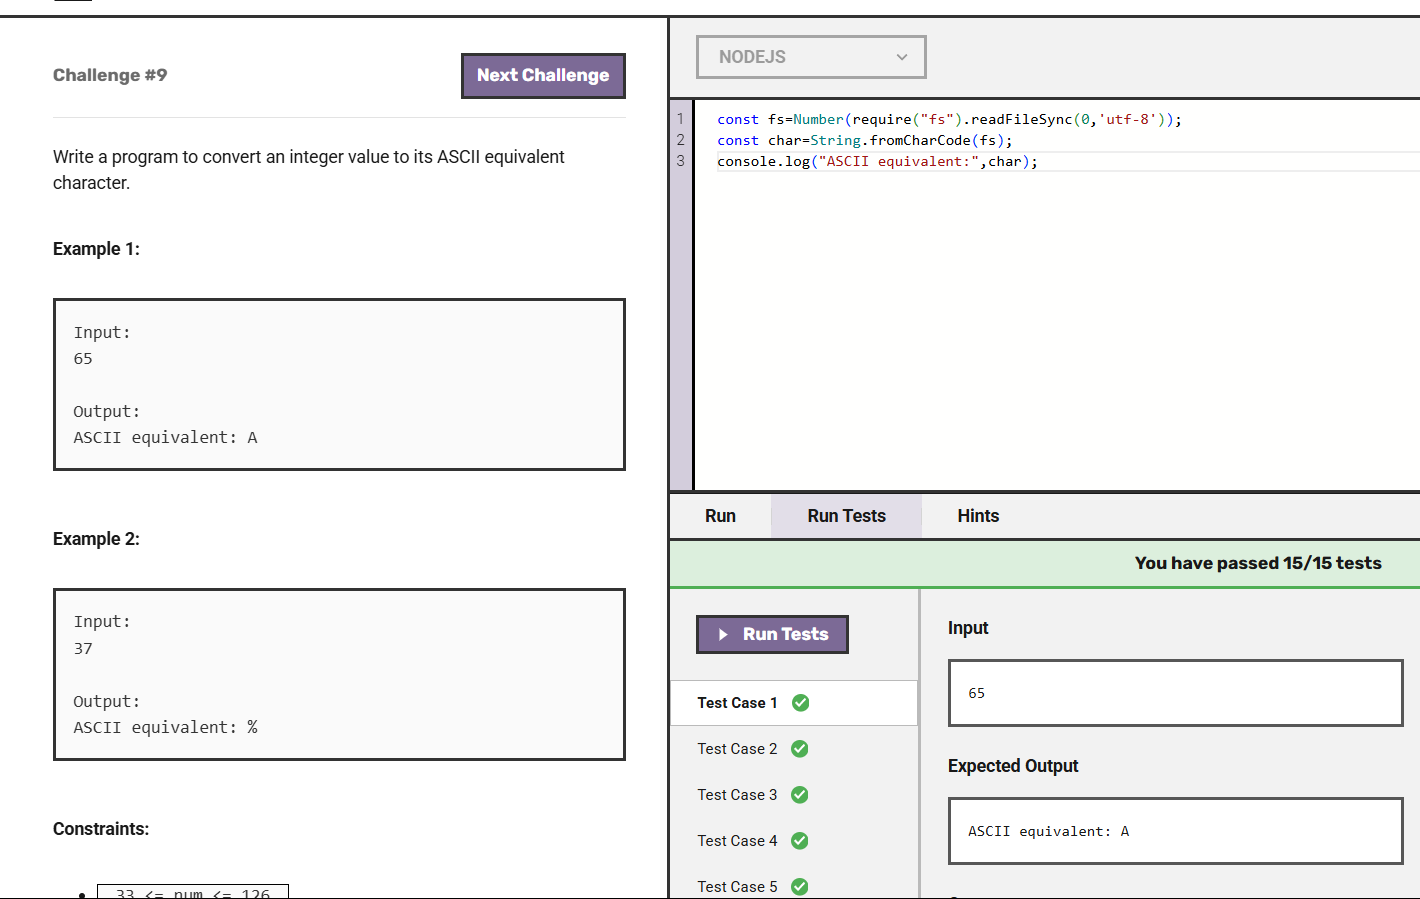 Challenge #9
Next Challenge
Write a program to convert an integer value to its ASCII equivalent
character.
Example 1:
Input:
65
Output:
ASCII equivalent: A
Example 2:
Input:
37
Output:
ASCII equivalent: %
Constraints:
33 <= num <= 126
NODEJS
1 const fs=Number(require("fs").readFileSync(0,'utf-8'));
2 const char=String.fromCharCode(fs);
3 console.log("ASCII equivalent:",char);
Run
Run Tests
Hints
You have passed 15/15 tests
Run Tests
Test Case 1
Test Case 2
Test Case 3
Test Case 4
Test Case 5
Input
65
Expected Output
ASCII equivalent: A